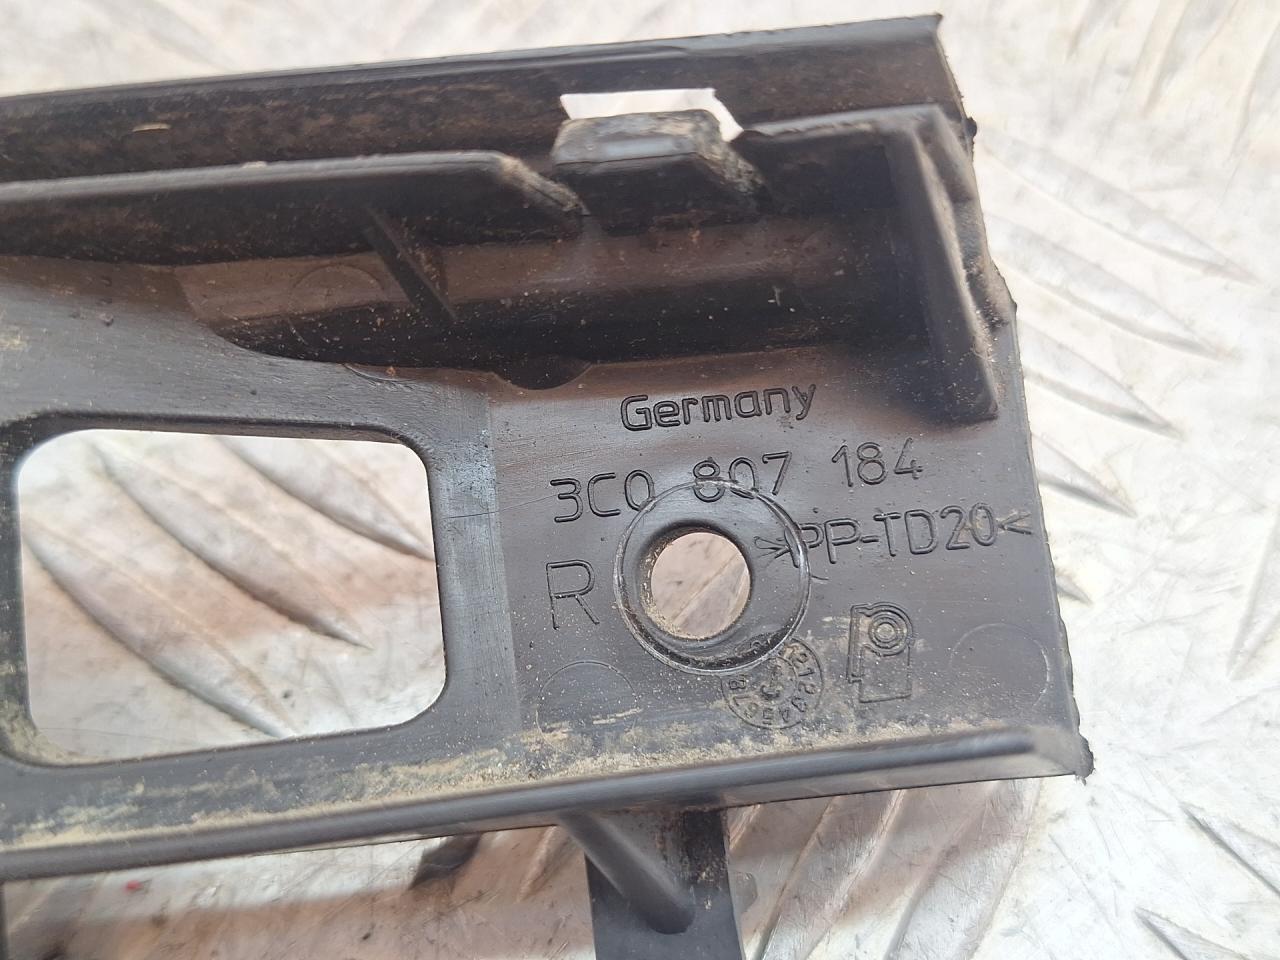 Germany
3C0 807 184
>PP-TD20<
R